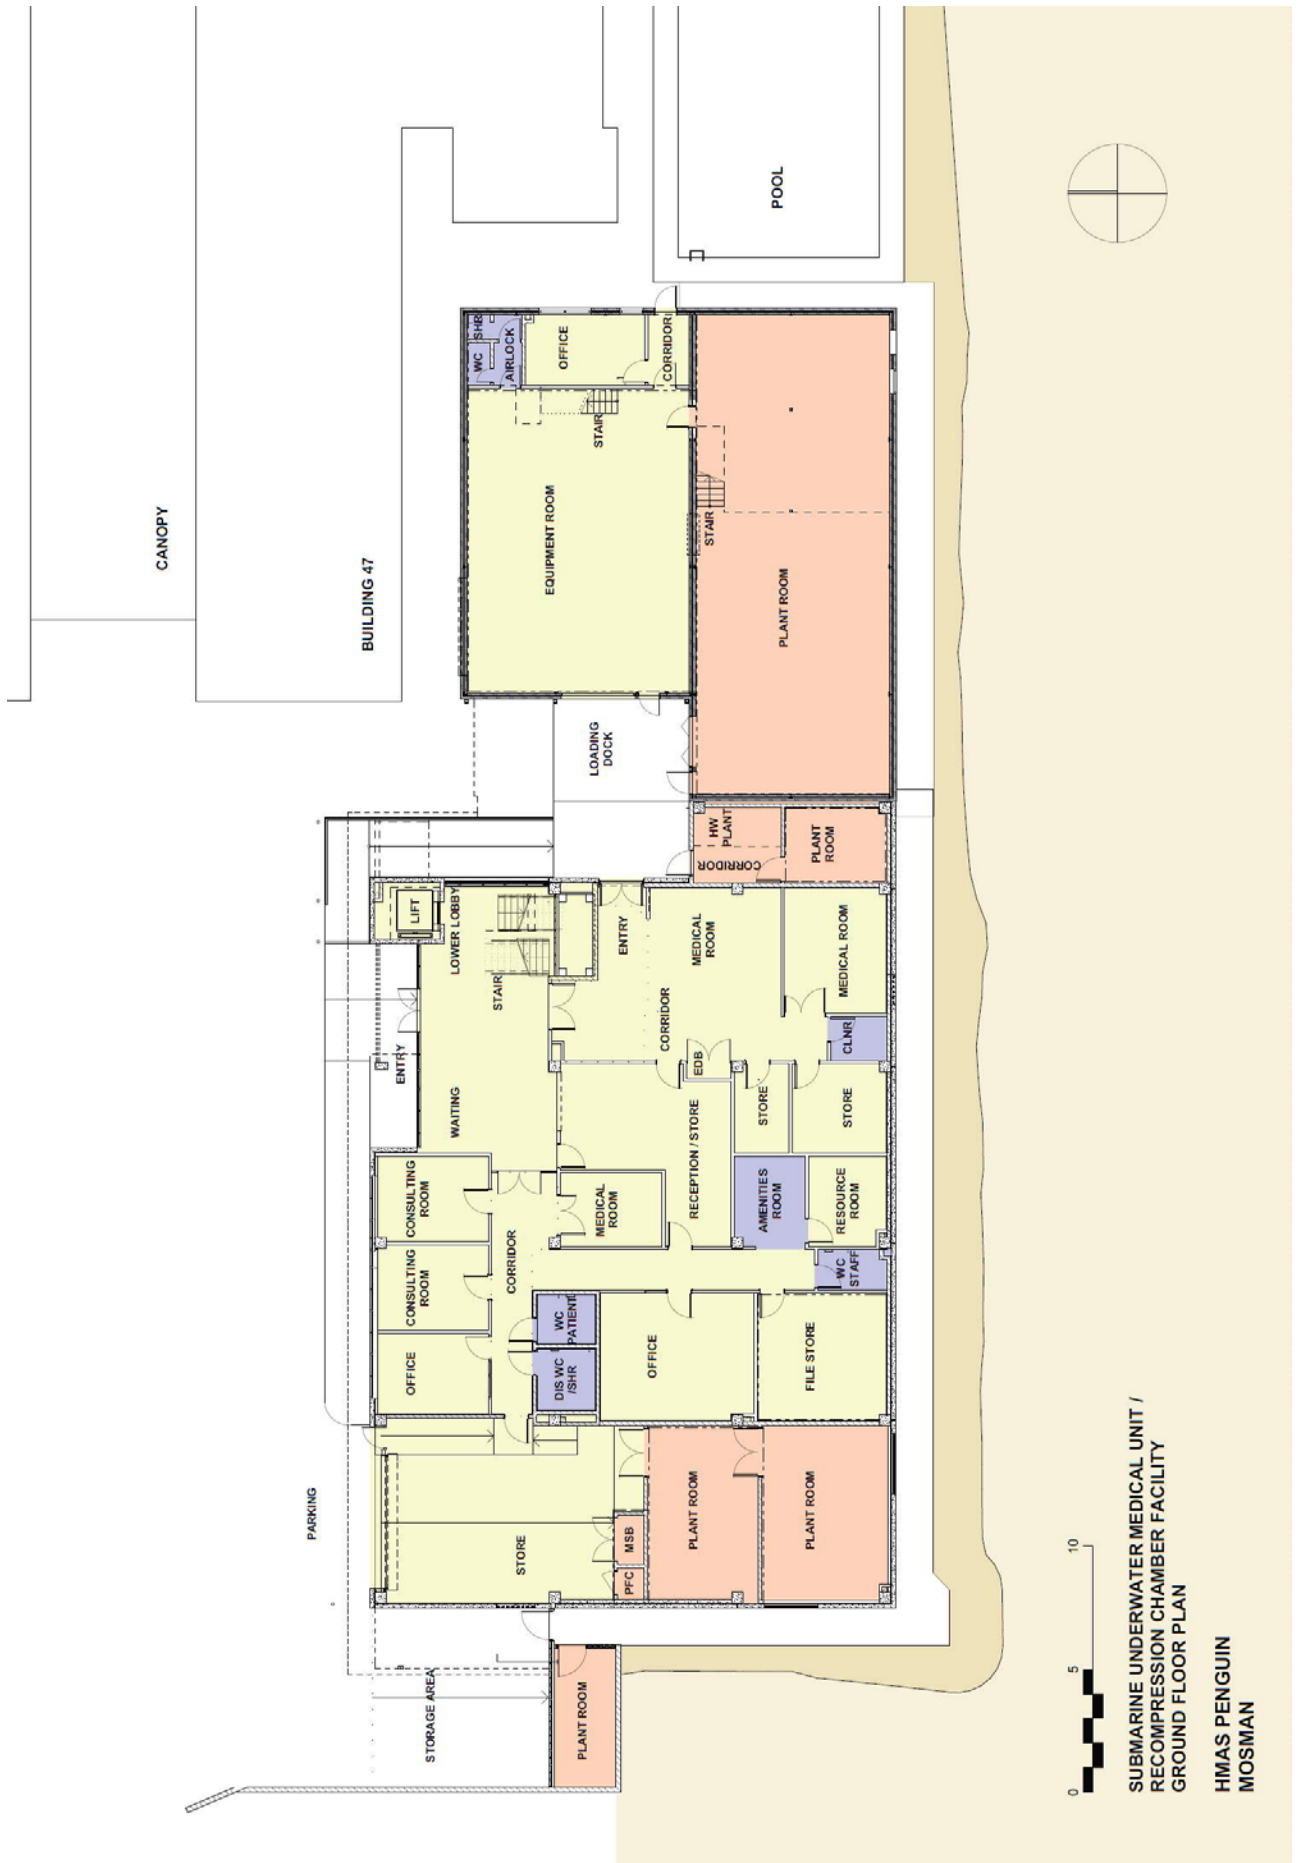 CANOPY
BUILDING 47
POOL
PARKING
STORAGE AREA
PLANT ROOM
STORE
PFC
MSB
PLANT ROOM
PLANT ROOM
OFFICE
CONSULTING
ROOM
CONSULTING
ROOM
CORRIDOR
DIS WC
/SHR
WC
PATIENT
OFFICE
FILE STORE
WC
STAFF
MEDICAL
ROOM
RECEPTION / STORE
AMENITIES
ROOM
RESOURCE
ROOM
STORE
STORE
CLNR
EDB
WAITING
ENTRY
STAIR
LOWER LOBBY
LIFT
CORRIDOR
ENTRY
MEDICAL
ROOM
MEDICAL ROOM
CORRIDOR
HW
PLANT
PLANT
ROOM
LOADING
DOCK
EQUIPMENT ROOM
STAIR
PLANT ROOM
STAIR
WC
SHR
AIRLOCK
OFFICE
CORRIDOR
0
5
10
SUBMARINE UNDERWATER MEDICAL UNIT /
RECOMPRESSION CHAMBER FACILITY
GROUND FLOOR PLAN
HMAS PENGUIN
MOSMAN